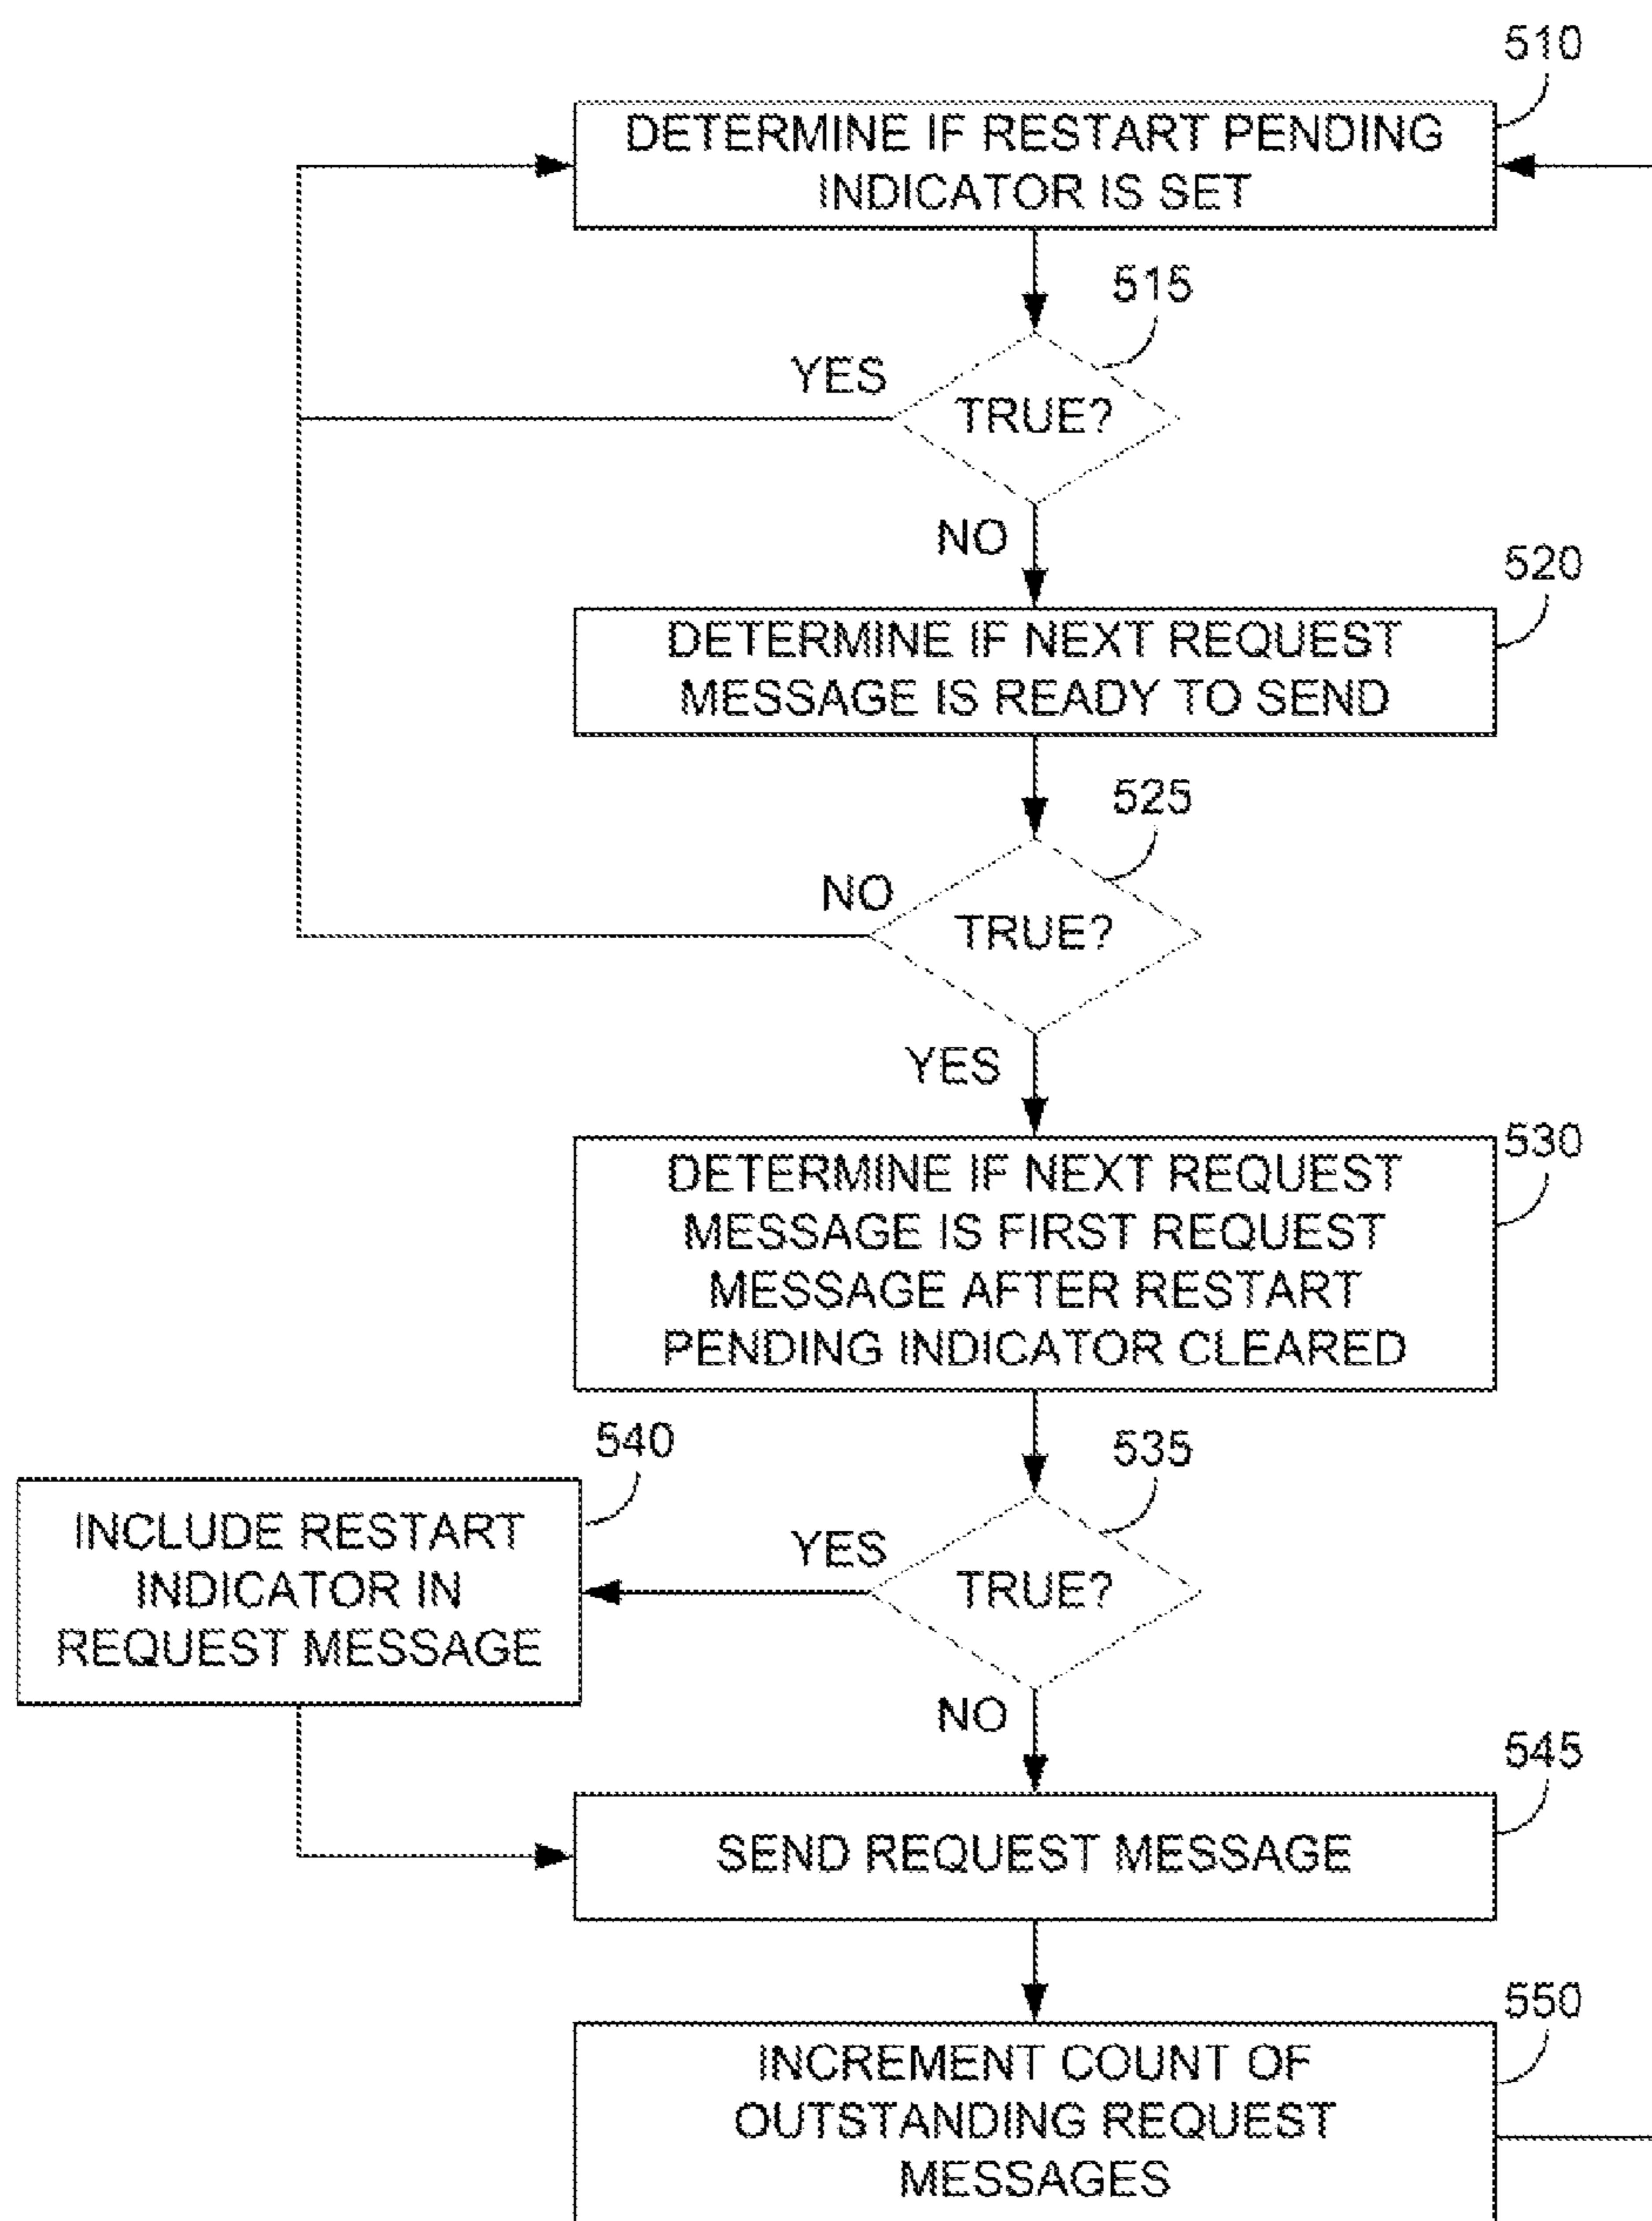 510
DETERMINE IF RESTART PENDING
INDICATOR IS SET
515
YES
TRUE?
NO
520
DETERMINE IF NEXT REQUEST
MESSAGE IS READY TO SEND
525
NO
TRUE?
YES
530
DETERMINE IF NEXT REQUEST
MESSAGE IS FIRST REQUEST
MESSAGE AFTER RESTART
PENDING INDICATOR CLEARED
540
535
INCLUDE RESTART
INDICATOR IN
REQUEST MESSAGE
YES
TRUE?
NO
545
SEND REQUEST MESSAGE
550
INCREMENT COUNT OF
OUTSTANDING REQUEST
MESSAGES